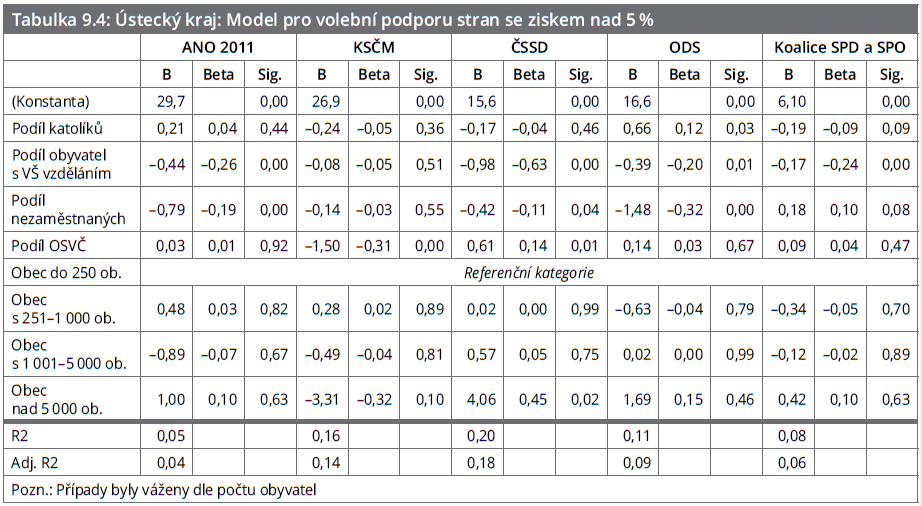 Tabulka 9.4: Ústecký kraj: Model pro volební podporu stran se ziskem nad 5 %
ANO 2011 KSČM ČSSD ODS Koalice SPD a SPO
B Beta Sig. B Beta Sig. B Beta Sig. B Beta Sig. B Beta Sig.
(Konstanta) 29,7 0,00 26,9 0,00 15,6 0,00 16,6 0,00 6,10 0,00
Podíl katolíků 0,21 0,04 0,44 −0,24 −0,05 0,36 −0,17 −0,04 0,46 0,66 0,12 0,03 −0,19 −0,09 0,09
Podíl obyvatel
s VŠ vzděláním −0,44 −0,26 0,00 −0,08 −0,05 0,51 −0,98 −0,63 0,00 −0,39 −0,20 0,01 −0,17 −0,24 0,00
Podíl
nezaměstnaných −0,79 −0,19 0,00 −0,14 −0,03 0,55 −0,42 −0,11 0,04 −1,48 −0,32 0,00 0,18 0,10 0,08
Podíl OSVČ 0,03 0,01 0,92 −1,50 −0,31 0,00 0,61 0,14 0,01 0,14 0,03 0,67 0,09 0,04 0,47
Obec do 250 ob. Referenční kategorie
Obec
s 251–1 000 ob. 0,48 0,03 0,82 0,28 0,02 0,89 0,02 0,00 0,99 −0,63 −0,04 0,79 −0,34 −0,05 0,70
Obec
s 1 001–5 000 ob. −0,89 −0,07 0,67 −0,49 −0,04 0,81 0,57 0,05 0,75 0,02 0,00 0,99 −0,12 −0,02 0,89
Obec
nad 5 000 ob. 1,00 0,10 0,63 −3,31 −0,32 0,10 4,06 0,45 0,02 1,69 0,15 0,46 0,42 0,10 0,63
R2 0,05 0,16 0,20 0,11 0,08
Adj. R2 0,04 0,14 0,18 0,09 0,06
Pozn.: Případy byly váženy dle počtu obyvatel